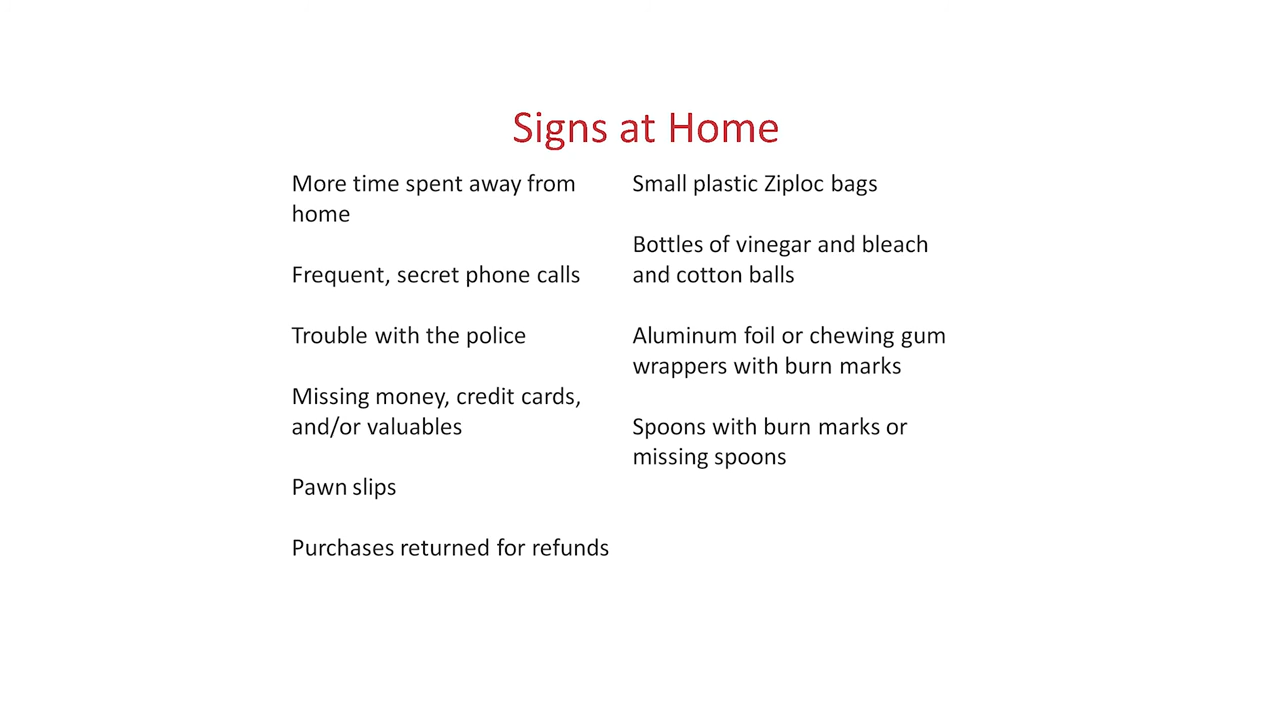 Signs at Home
More time spent away from
home
Frequent, secret phone calls
Trouble with the police
Missing money, credit cards,
and/or valuables
Pawn slips
Purchases returned for refunds
Small plastic Ziploc bags
Bottles of vinegar and bleach
and cotton balls
Aluminum foil or chewing gum
wrappers with burn marks
Spoons with burn marks or
missing spoons